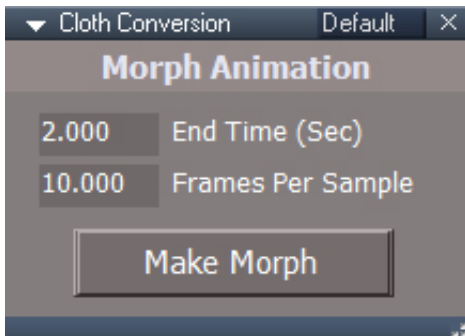 Cloth Conversion Default
Morph Animation
2.000 End Time (Sec)
10.000 Frames Per Sample
Make Morph